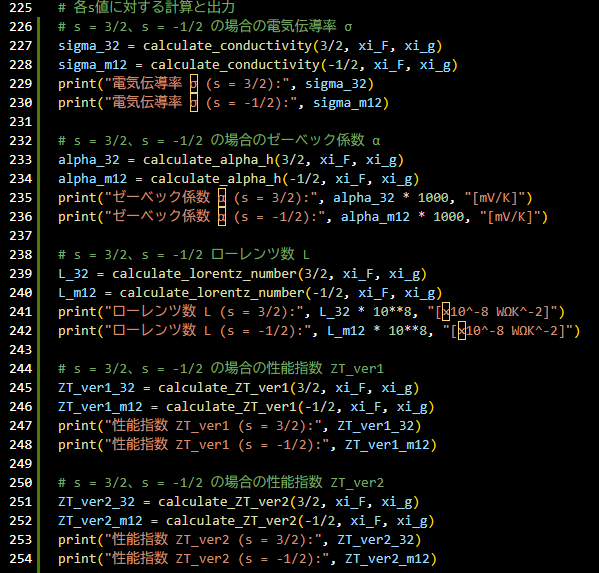 225 # 各s値に対する計算と出力
226 # s = 3/2、s = -1/2 の場合の電気伝導率 σ
227 sigma_32 = calculate_conductivity(3/2, xi_F, xi_g)
228 sigma_m12 = calculate_conductivity(-1/2, xi_F, xi_g)
229 print("電気伝導率 σ (s = 3/2):", sigma_32)
230 print("電気伝導率 σ (s = -1/2):", sigma_m12)
231
232 # s = 3/2、s = -1/2 の場合のゼーベック係数 α
233 alpha_32 = calculate_alpha_h(3/2, xi_F, xi_g)
234 alpha_m12 = calculate_alpha_h(-1/2, xi_F, xi_g)
235 print("ゼーベック係数 α (s = 3/2):", alpha_32 * 1000, "[mV/K]")
236 print("ゼーベック係数 α (s = -1/2):", alpha_m12 * 1000, "[mV/K]")
237
238 # s = 3/2、s = -1/2 ローレンツ数 L
239 L_32 = calculate_lorentz_number(3/2, xi_F, xi_g)
240 L_m12 = calculate_lorentz_number(-1/2, xi_F, xi_g)
241 print("ローレンツ数 L (s = 3/2):", L_32 * 10**8, "[×10^-8 WΩK^-2]")
242 print("ローレンツ数 L (s = -1/2):", L_m12 * 10**8, "[×10^-8 WΩK^-2]")
243
244 # s = 3/2、s = -1/2 の場合の性能指数 ZT_ver1
245 ZT_ver1_32 = calculate_ZT_ver1(3/2, xi_F, xi_g)
246 ZT_ver1_m12 = calculate_ZT_ver1(-1/2, xi_F, xi_g)
247 print("性能指数 ZT_ver1 (s = 3/2):", ZT_ver1_32)
248 print("性能指数 ZT_ver1 (s = -1/2):", ZT_ver1_m12)
249
250 # s = 3/2、s = -1/2 の場合の性能指数 ZT_ver2
251 ZT_ver2_32 = calculate_ZT_ver2(3/2, xi_F, xi_g)
252 ZT_ver2_m12 = calculate_ZT_ver2(-1/2, xi_F, xi_g)
253 print("性能指数 ZT_ver2 (s = 3/2):", ZT_ver2_32)
254 print("性能指数 ZT_ver2 (s = -1/2):", ZT_ver2_m12)